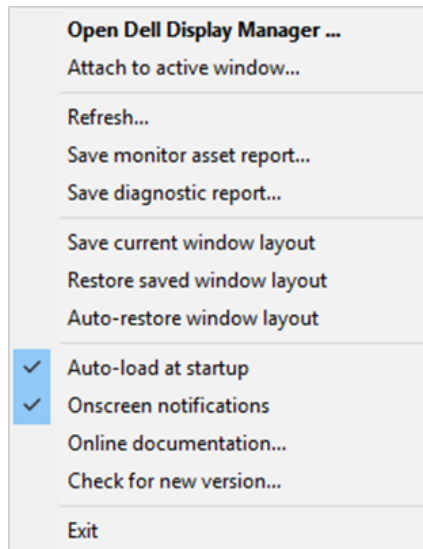 Open Dell Display Manager ...
Attach to active window...
Refresh...
Save monitor asset report...
Save diagnostic report...
Save current window layout
Restore saved window layout
Auto-restore window layout
Auto-load at startup
Onscreen notifications
Online documentation...
Check for new version...
Exit